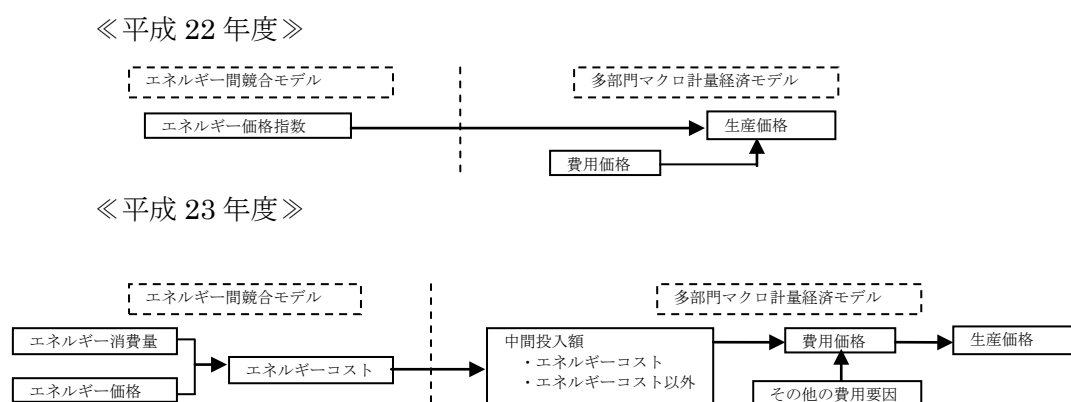 ≪平成 22 年度≫
エネルギー間競合モデル
多部門マクロ計量経済モデル
エネルギー価格指数
生産価格
費用価格
≪平成 23 年度≫
エネルギー間競合モデル
多部門マクロ計量経済モデル
エネルギー消費量
エネルギー価格
エネルギーコスト
中間投入額
・エネルギーコスト
・エネルギーコスト以外
費用価格
生産価格
その他の費用要因